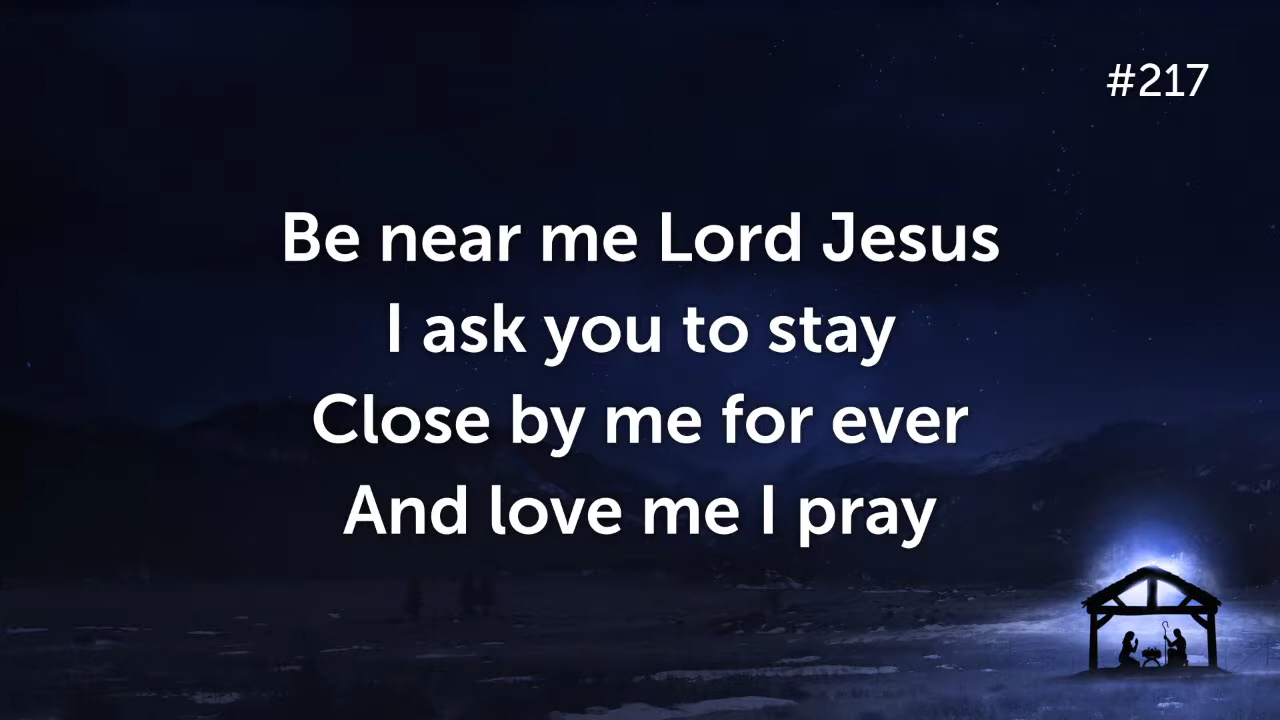 #217
Be near me Lord Jesus
I ask you to stay
Close by me for ever
And love me I pray